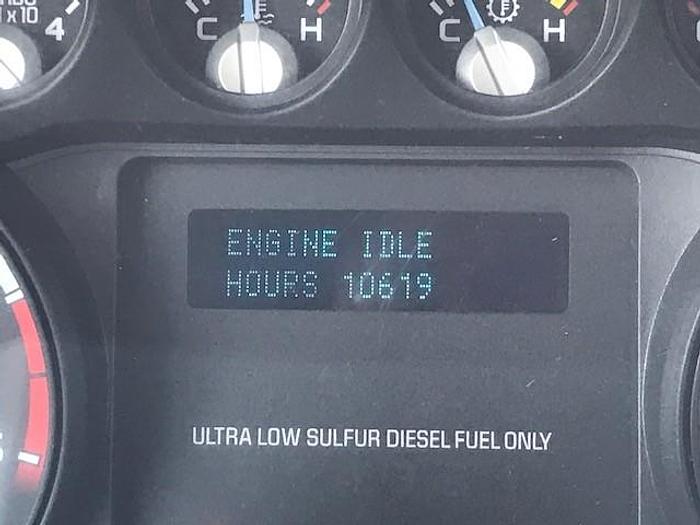 x10
4
C H
C H
ENGINE IDLE
HOURS 10619
ULTRA LOW SULFUR DIESEL FUEL ONLY